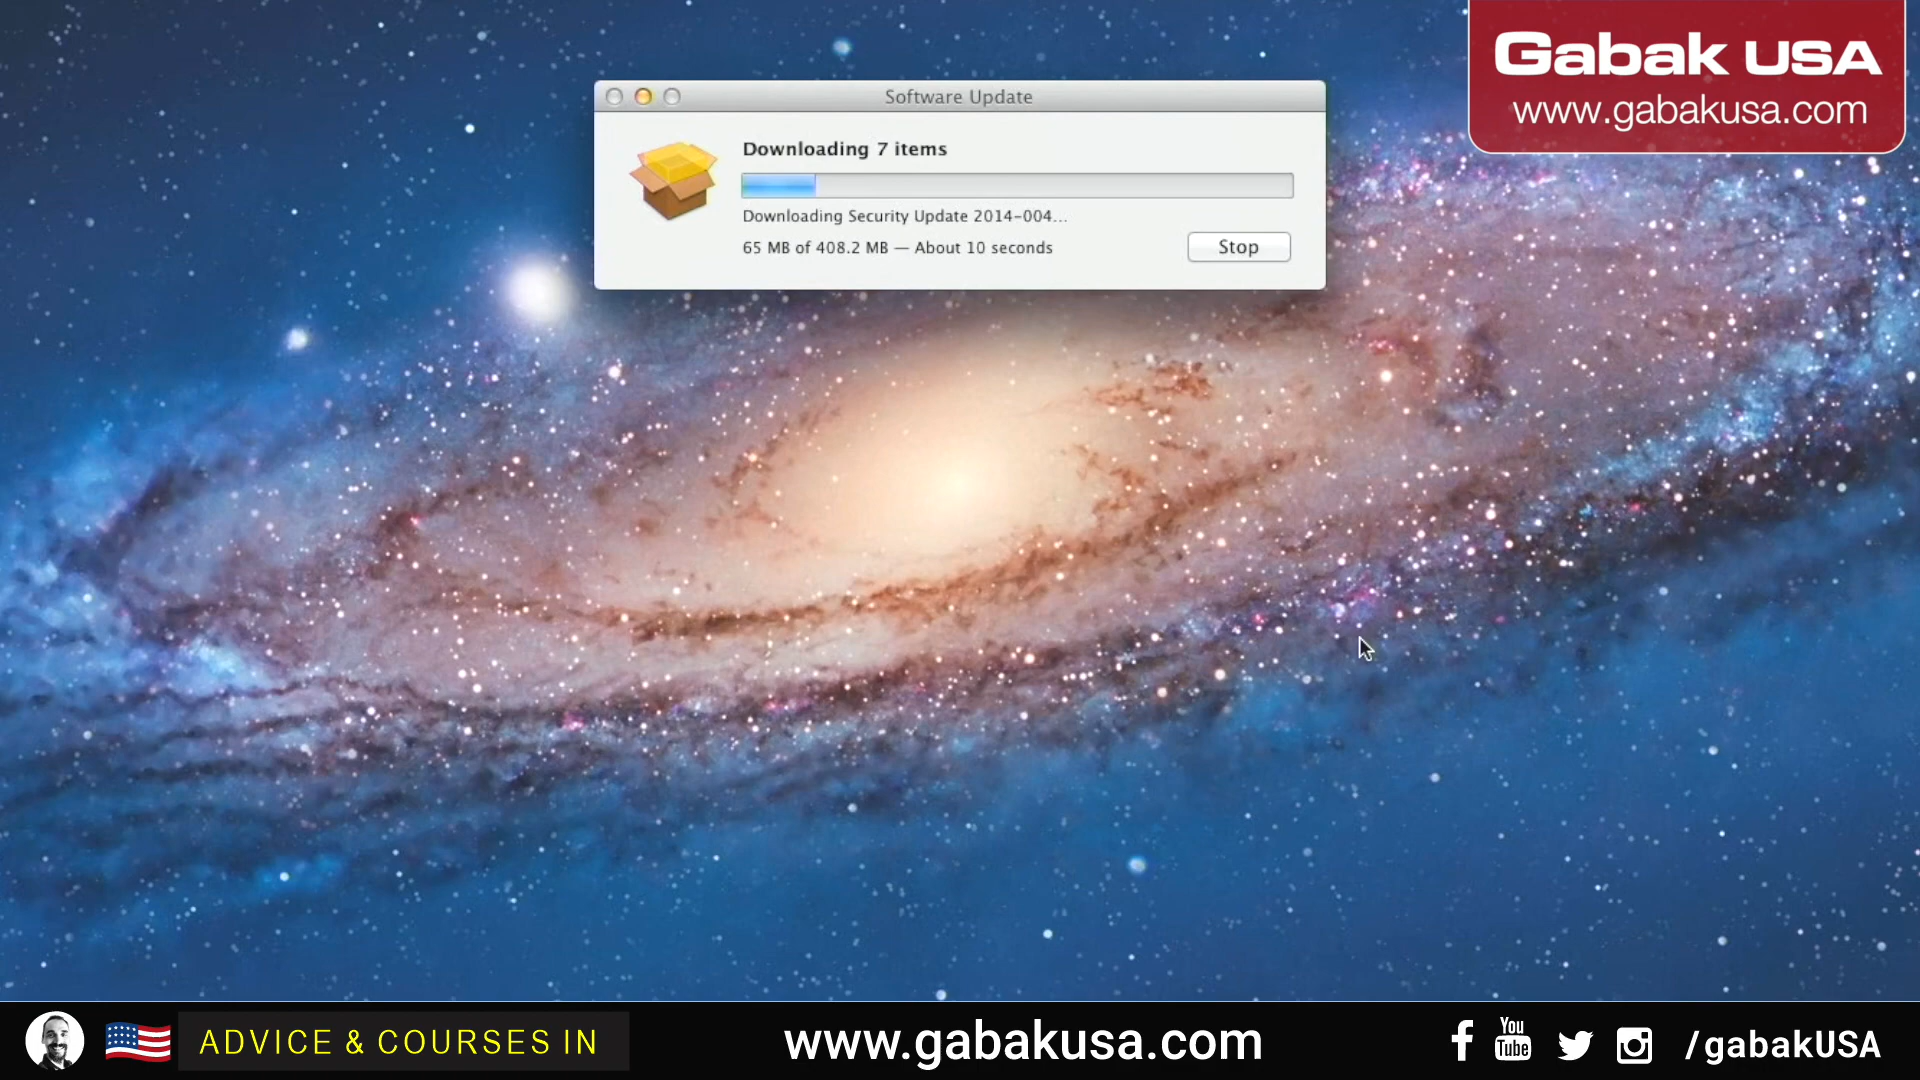 Gabak USA
www.gabakusa.com
Software Update
Downloading 7 items
Downloading Security Update 2014-004...
65 MB of 408.2 MB — About 10 seconds
Stop
ADVICE & COURSES IN
www.gabakusa.com
You
Tube
/gabakUSA